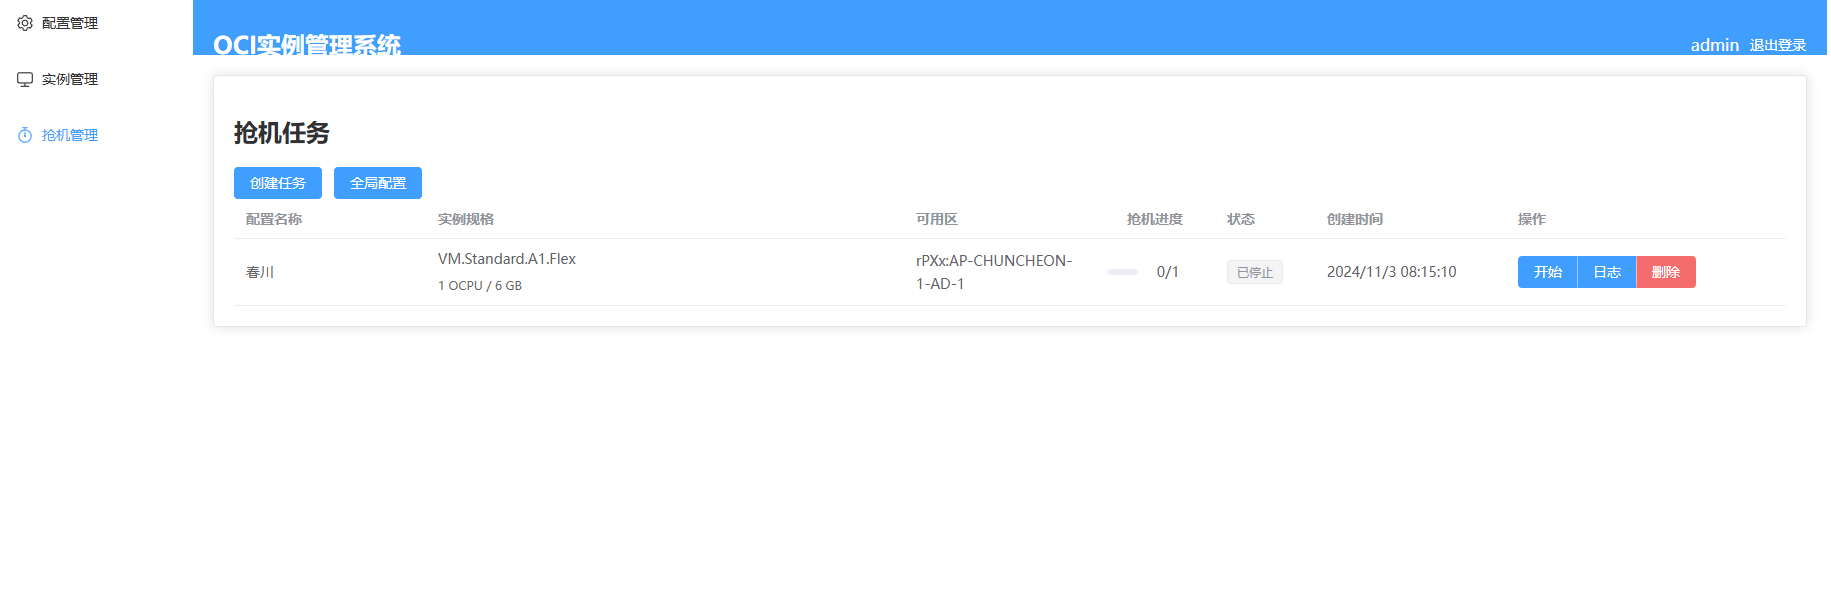 配置管理
实例管理
抢机管理
OCI实例管理系统
admin 退出登录
抢机任务
创建任务 全局配置
配置名称 实例规格 可用区 抢机进度 状态 创建时间 操作
春川 VM.Standard.A1.Flex 1 OCPU / 6 GB rPXx:AP-CHUNCHEON-1-AD-1 0/1 已停止 2024/11/3 08:15:10 开始 日志 删除